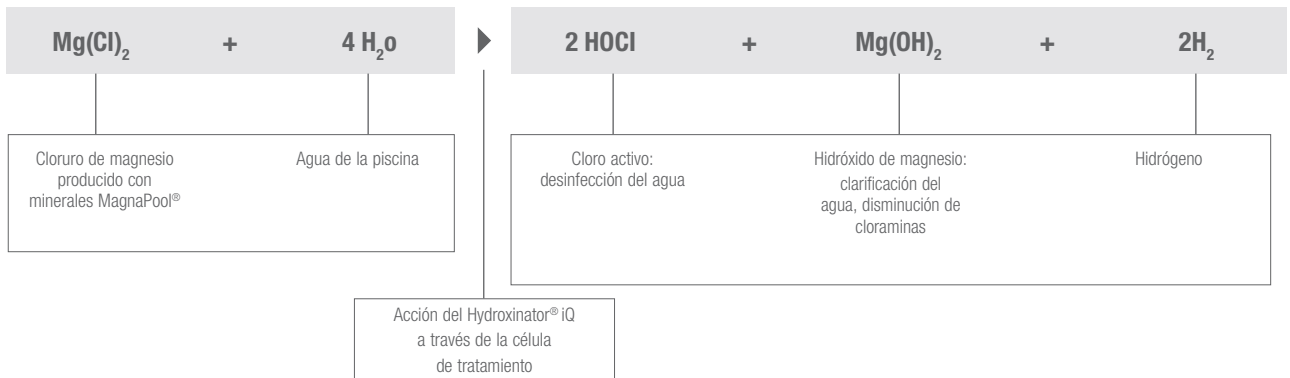 Mg(Cl)₂ + 4 H₂o ▶ 2 HOCl + Mg(OH)₂ + 2H₂
Cloruro de magnesio
producido con
minerales MagnaPool®
Agua de la piscina
Cloro activo:
desinfección del agua
Hidróxido de magnesio:
clarificación del
agua, disminución de
cloraminas
Hidrógeno
Acción del Hydroxinator® iQ
a través de la célula
de tratamiento